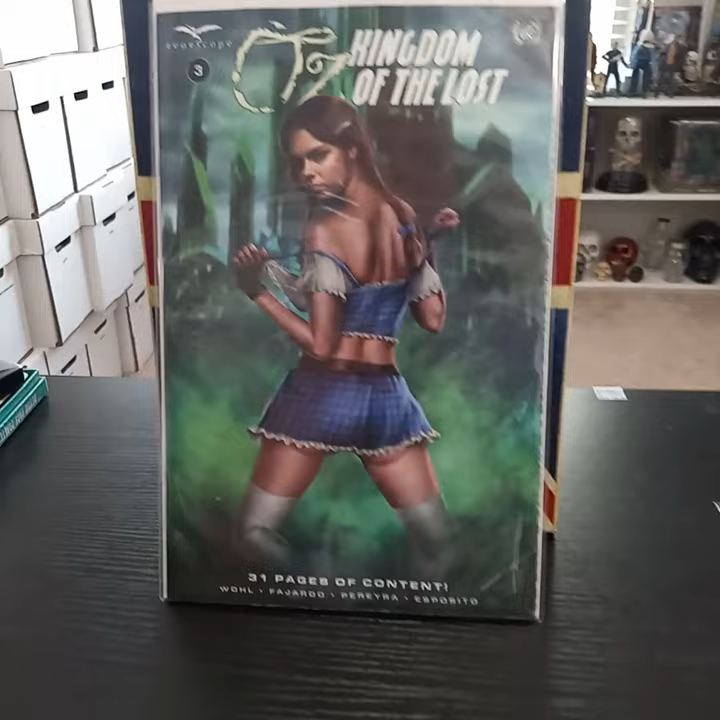 zenescope
3
Oz KINGDOM
OF THE LOST
31 PAGES OF CONTENT!
WOHL • FAJARDO • PEREYRA • ESPOSITO